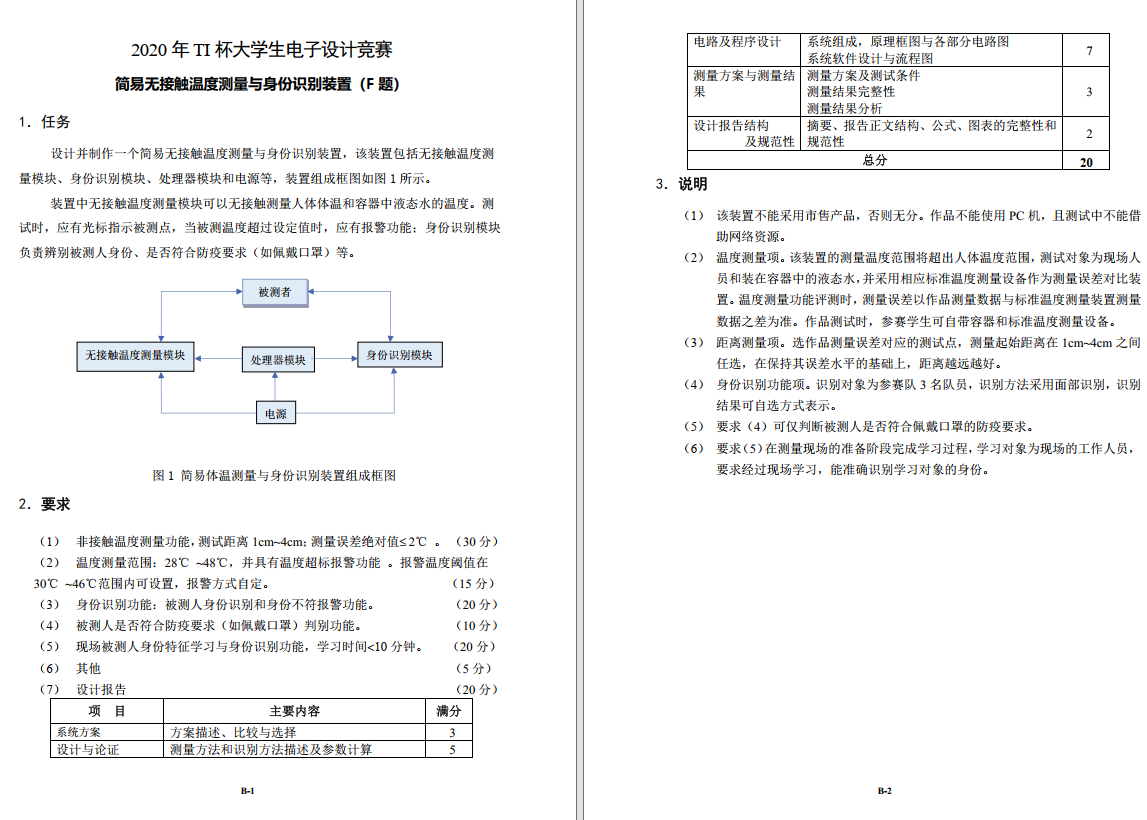 2020 年 TI 杯大学生电子设计竞赛
简易无接触温度测量与身份识别装置（F 题）
1．任务
设计并制作一个简易无接触温度测量与身份识别装置，该装置包括无接触温度测
量模块、身份识别模块、处理器模块和电源等，装置组成框图如图 1 所示。
装置中无接触温度测量模块可以无接触测量人体体温和容器中液态水的温度。测
试时，应有光标指示被测点，当被测温度超过设定值时，应有报警功能；身份识别模块
负责辨别被测人身份、是否符合防疫要求（如佩戴口罩）等。
被测者
无接触温度测量模块
处理器模块
身份识别模块
电源
图 1 简易体温测量与身份识别装置组成框图
2．要求
（1） 非接触温度测量功能，测试距离 1cm~4cm；测量误差绝对值≤2℃ 。（30 分）
（2） 温度测量范围：28℃ ~48℃，并具有温度超标报警功能 。报警温度阈值在
30℃ ~46℃范围内可设置，报警方式自定。 （15 分）
（3） 身份识别功能：被测人身份识别和身份不符报警功能。 （20 分）
（4） 被测人是否符合防疫要求（如佩戴口罩）判别功能。 （10 分）
（5） 现场被测人身份特征学习与身份识别功能，学习时间<10 分钟。 （20 分）
（6） 其他 （5 分）
（7） 设计报告 （20 分）
项 目 主要内容 满分
系统方案 方案描述、比较与选择 3
设计与论证 测量方法和识别方法描述及参数计算 5
B-1
电路及程序设计 系统组成，原理框图与各部分电路图
系统软件设计与流程图 7
测量方案与测量结 测量方案及测试条件
果 测量结果完整性 3
测量结果分析
设计报告结构 摘要、报告正文结构、公式、图表的完整性和
及规范性 规范性 2
总分 20
3．说明
（1） 该装置不能采用市售产品，否则无分。作品不能使用 PC 机，且测试中不能借
助网络资源。
（2） 温度测量项。该装置的测量温度范围将超出人体温度范围，测试对象为现场人
员和装在容器中的液态水，并采用相应标准温度测量设备作为测量误差对比装
置。温度测量功能评测时，测量误差以作品测量数据与标准温度测量装置测量
数据之差为准。作品测试时，参赛学生可自带容器和标准温度测量设备。
（3） 距离测量项。选作品测量误差对应的测试点，测量起始距离在 1cm~4cm 之间
任选，在保持其误差水平的基础上，距离越远越好。
（4） 身份识别功能项。识别对象为参赛队 3 名队员，识别方法采用面部识别，识别
结果可自选方式表示。
（5） 要求（4）可仅判断被测人是否符合佩戴口罩的防疫要求。
（6） 要求（5）在测量现场的准备阶段完成学习过程，学习对象为现场的工作人员，
要求经过现场学习，能准确识别学习对象的身份。
B-2